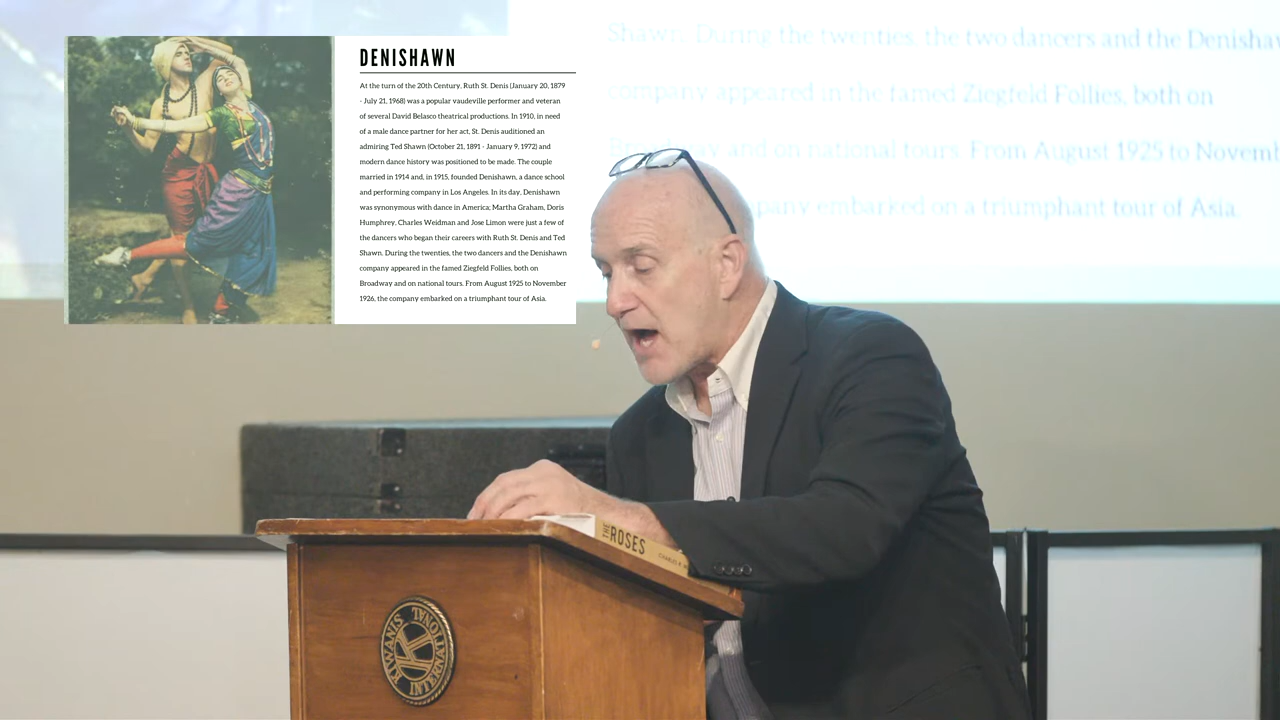 DENISHAWN
At the turn of the 20th Century, Ruth St. Denis (January 20, 1879
- July 21, 1968) was a popular vaudeville performer and veteran
of several David Belasco theatrical productions. In 1910, in need
of a male dance partner for her act, St. Denis auditioned an
admiring Ted Shawn (October 21, 1891 - January 9, 1972) and
modern dance history was positioned to be made. The couple
married in 1914 and, in 1915, founded Denishawn, a dance school
and performing company in Los Angeles. In its day, Denishawn
was synonymous with dance in America; Martha Graham, Doris
Humphrey, Charles Weidman and Jose Limon were just a few of
the dancers who began their careers with Ruth St. Denis and Ted
Shawn. During the twenties, the two dancers and the Denishawn
company appeared in the famed Ziegfeld Follies, both on
Broadway and on national tours. From August 1925 to November
1926, the company embarked on a triumphant tour of Asia.
Shawn. During the twenties, the two dancers and the Denishaw
company appeared in the famed Ziegfeld Follies, both on
Broadway and on national tours. From August 1925 to Novemb
pany embarked on a triumphant tour of Asia.
THE ROSES
CHARLES
KIWANIS INTERNATIONAL
K